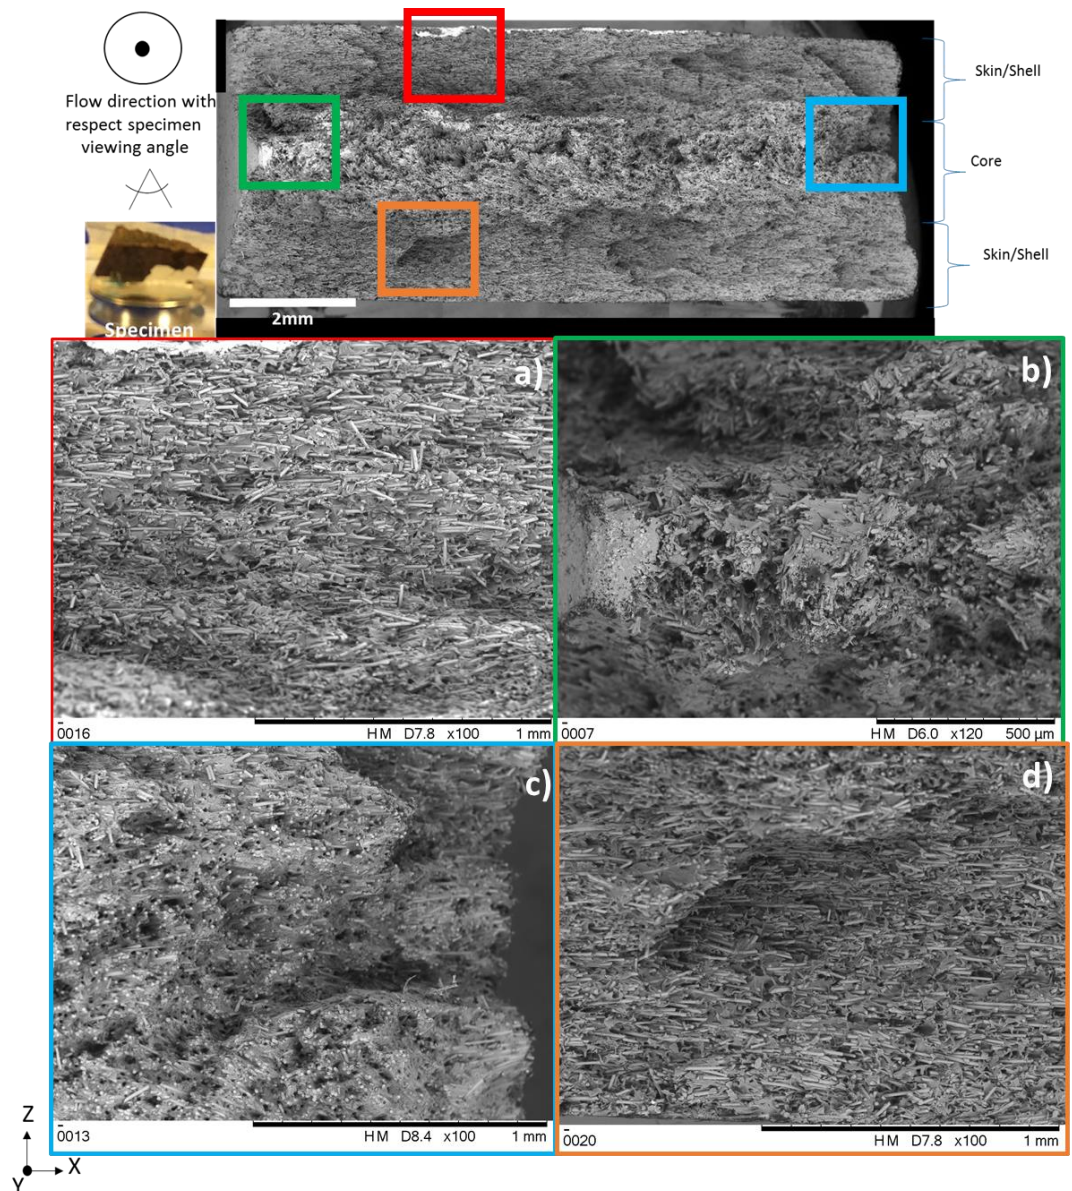 Flow direction with
respect specimen
viewing angle
Specimen
2mm
Skin/Shell
Core
Skin/Shell
a)
0016 HM D7.8 x100 1 mm
b)
0007 HM D6.0 x120 500 µm
c)
0013 HM D8.4 x100 1 mm
d)
0020 HM D7.8 x100 1 mm
Z
X
Y